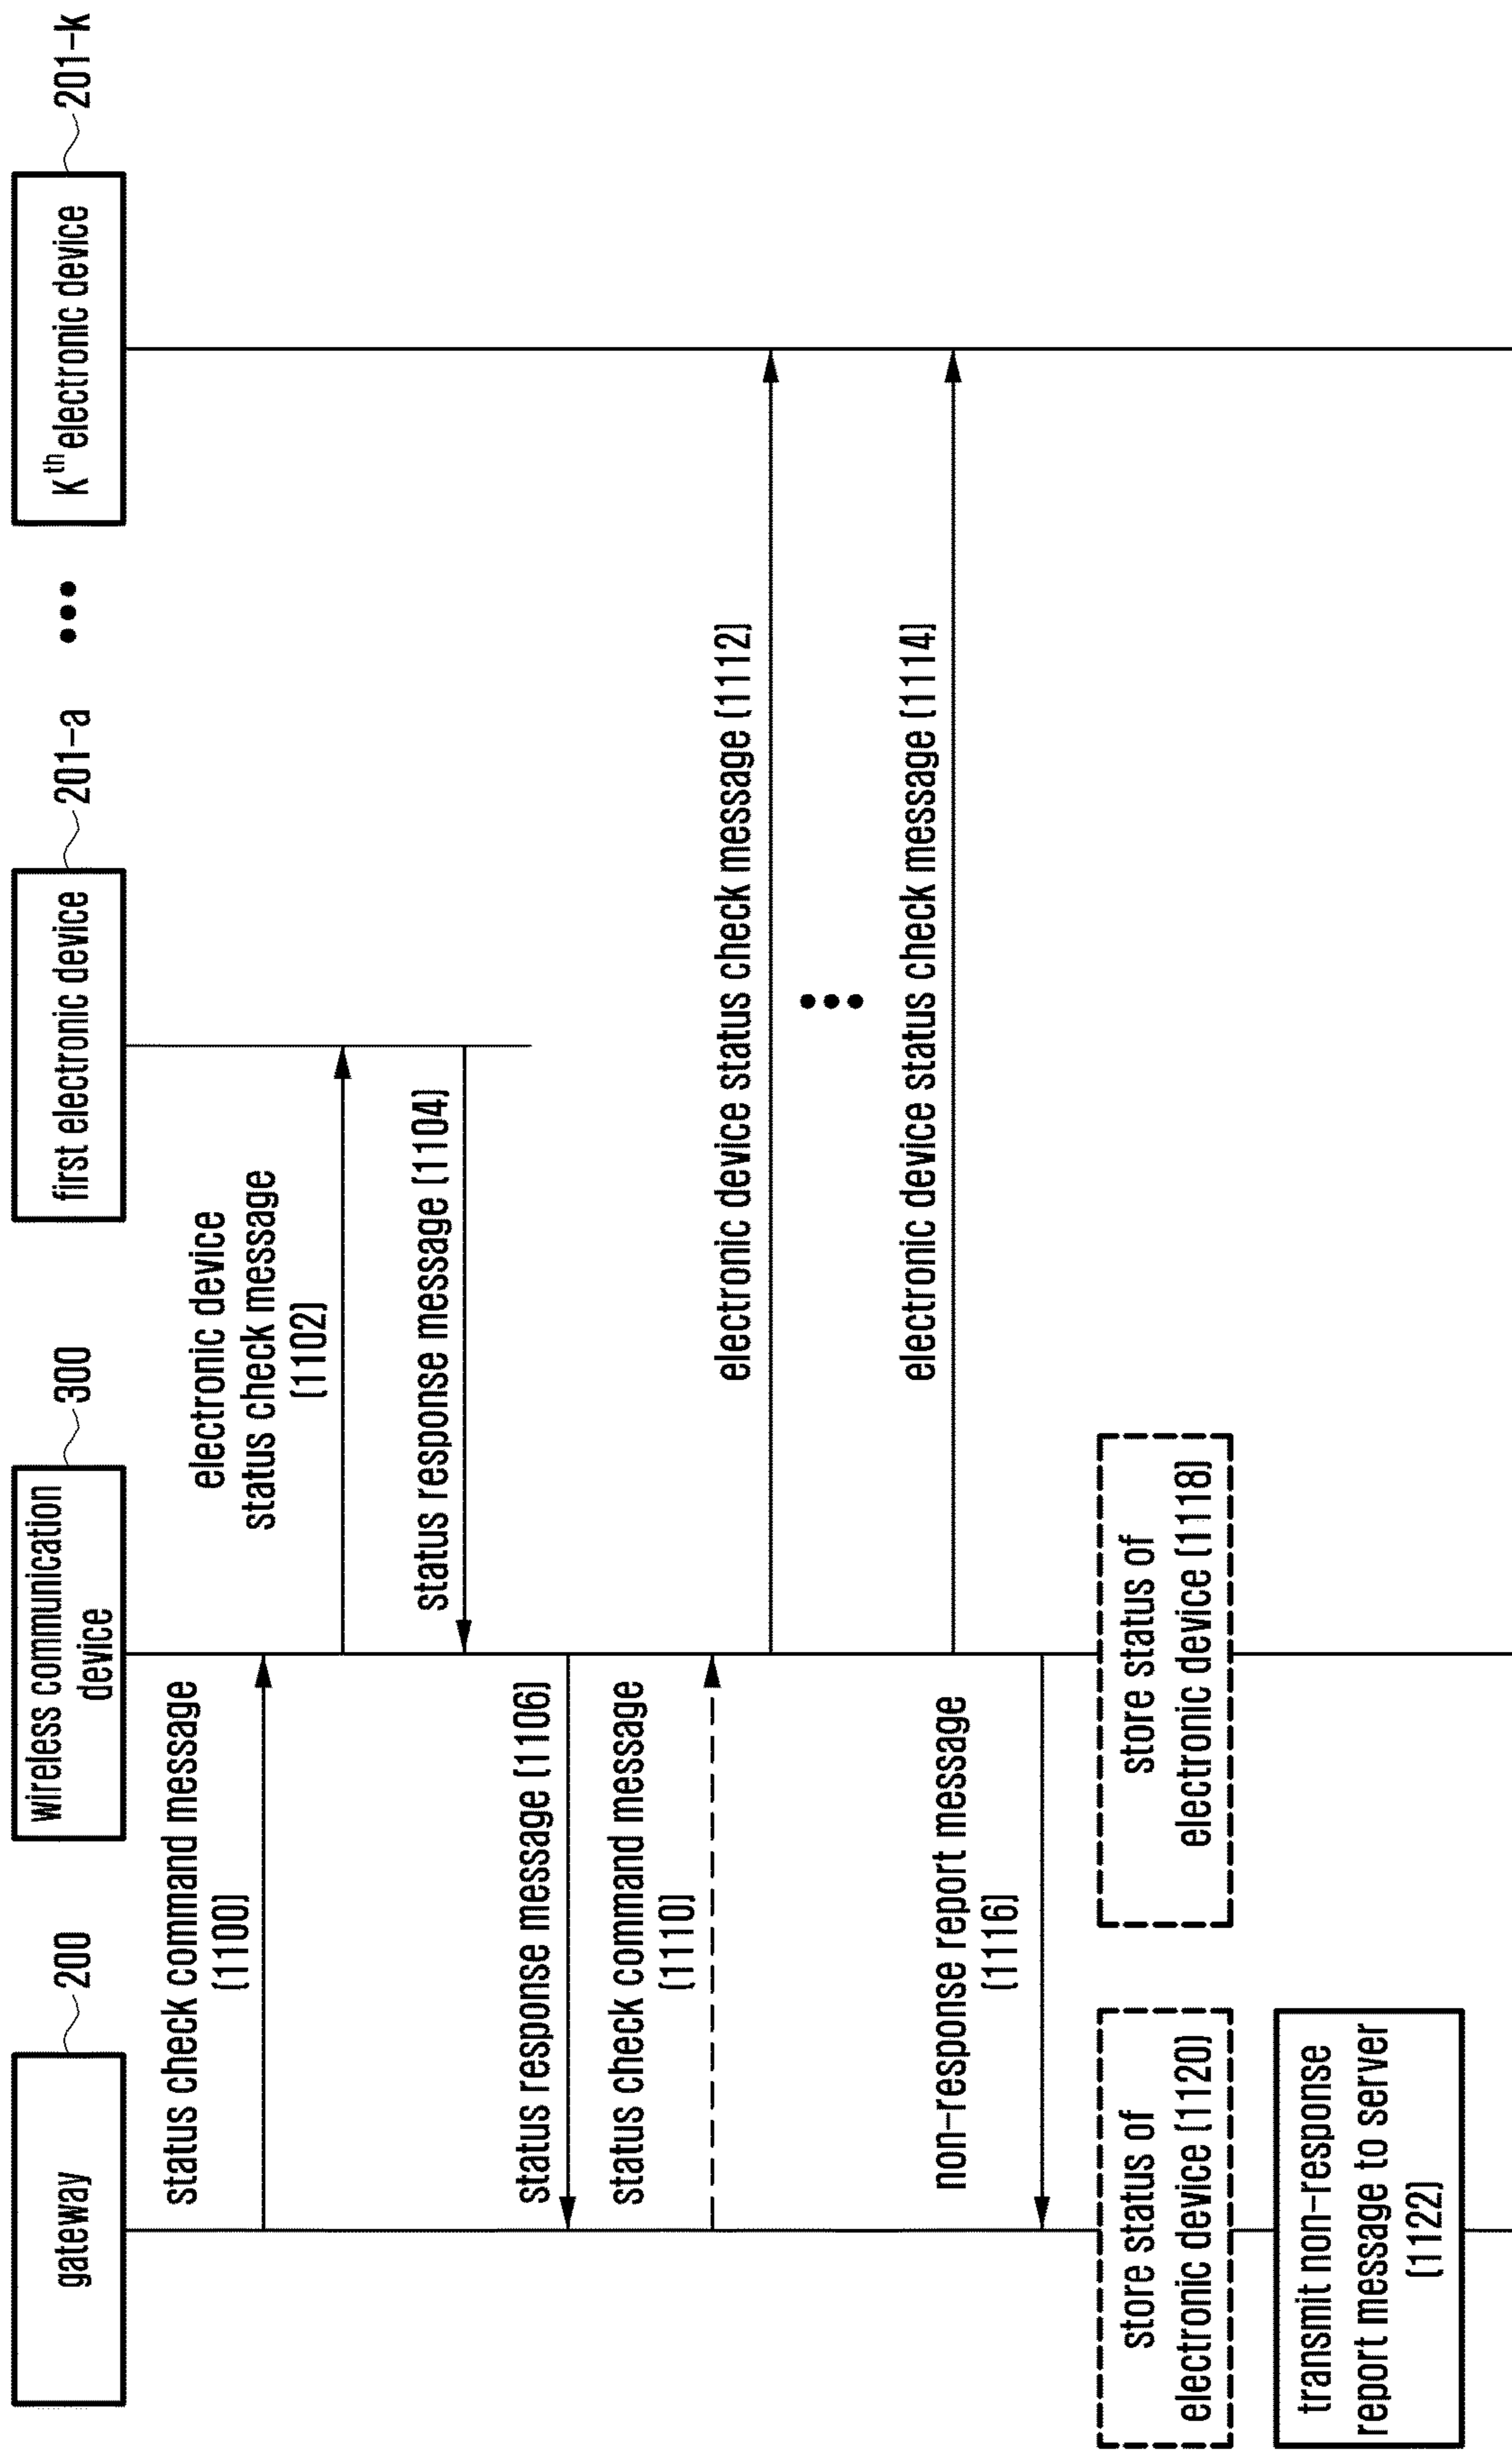 gateway
200
wireless communication
device
300
first electronic device
201-a
•••
Kth electronic device
201-k
status check command message
(1100)
electronic device
status check message
(1102)
status response message (1104)
status response message (1106)
status check command message
(1110)
electronic device status check message (1112)
•••
electronic device status check message (1114)
non-response report message
(1116)
store status of
electronic device (1118)
store status of
electronic device (1120)
transmit non-response
report message to server
(1122)